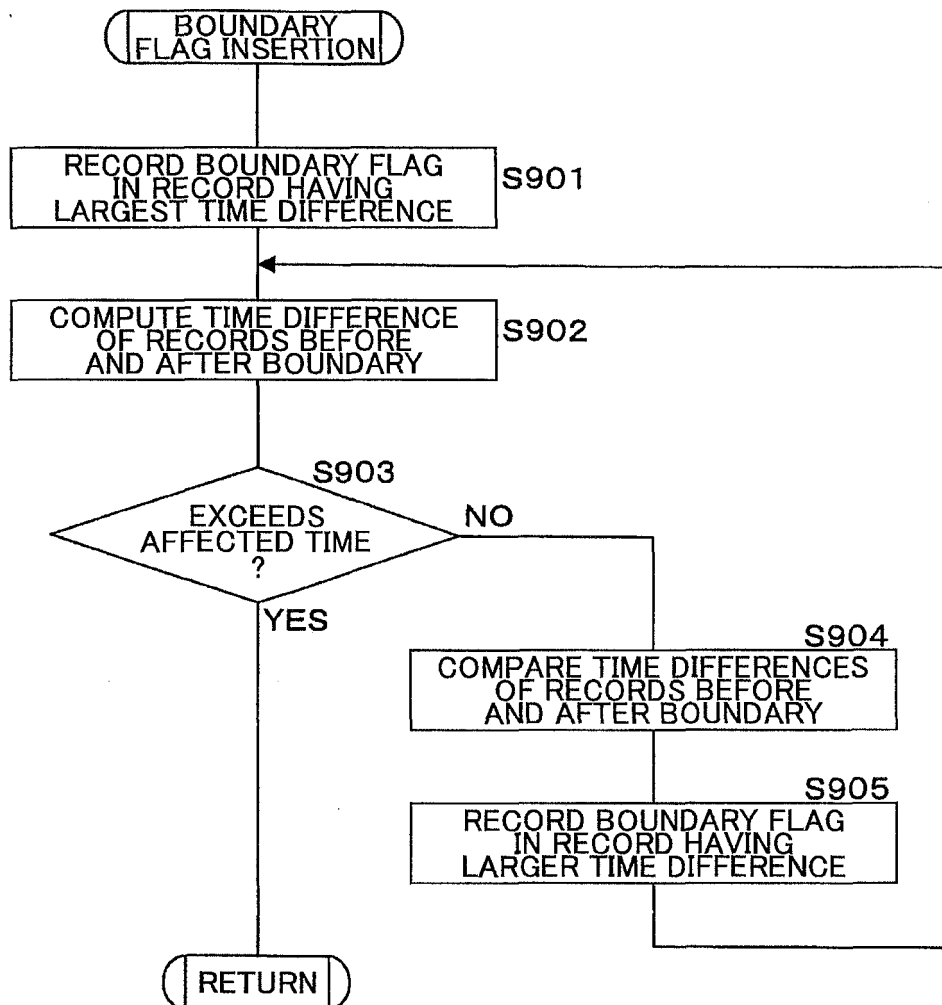 BOUNDARY
FLAG INSERTION
RECORD BOUNDARY FLAG
IN RECORD HAVING
LARGEST TIME DIFFERENCE
S901
COMPUTE TIME DIFFERENCE
OF RECORDS BEFORE
AND AFTER BOUNDARY
S902
S903
EXCEEDS
AFFECTED TIME
?
NO
YES
S904
COMPARE TIME DIFFERENCES
OF RECORDS BEFORE
AND AFTER BOUNDARY
S905
RECORD BOUNDARY FLAG
IN RECORD HAVING
LARGER TIME DIFFERENCE
RETURN